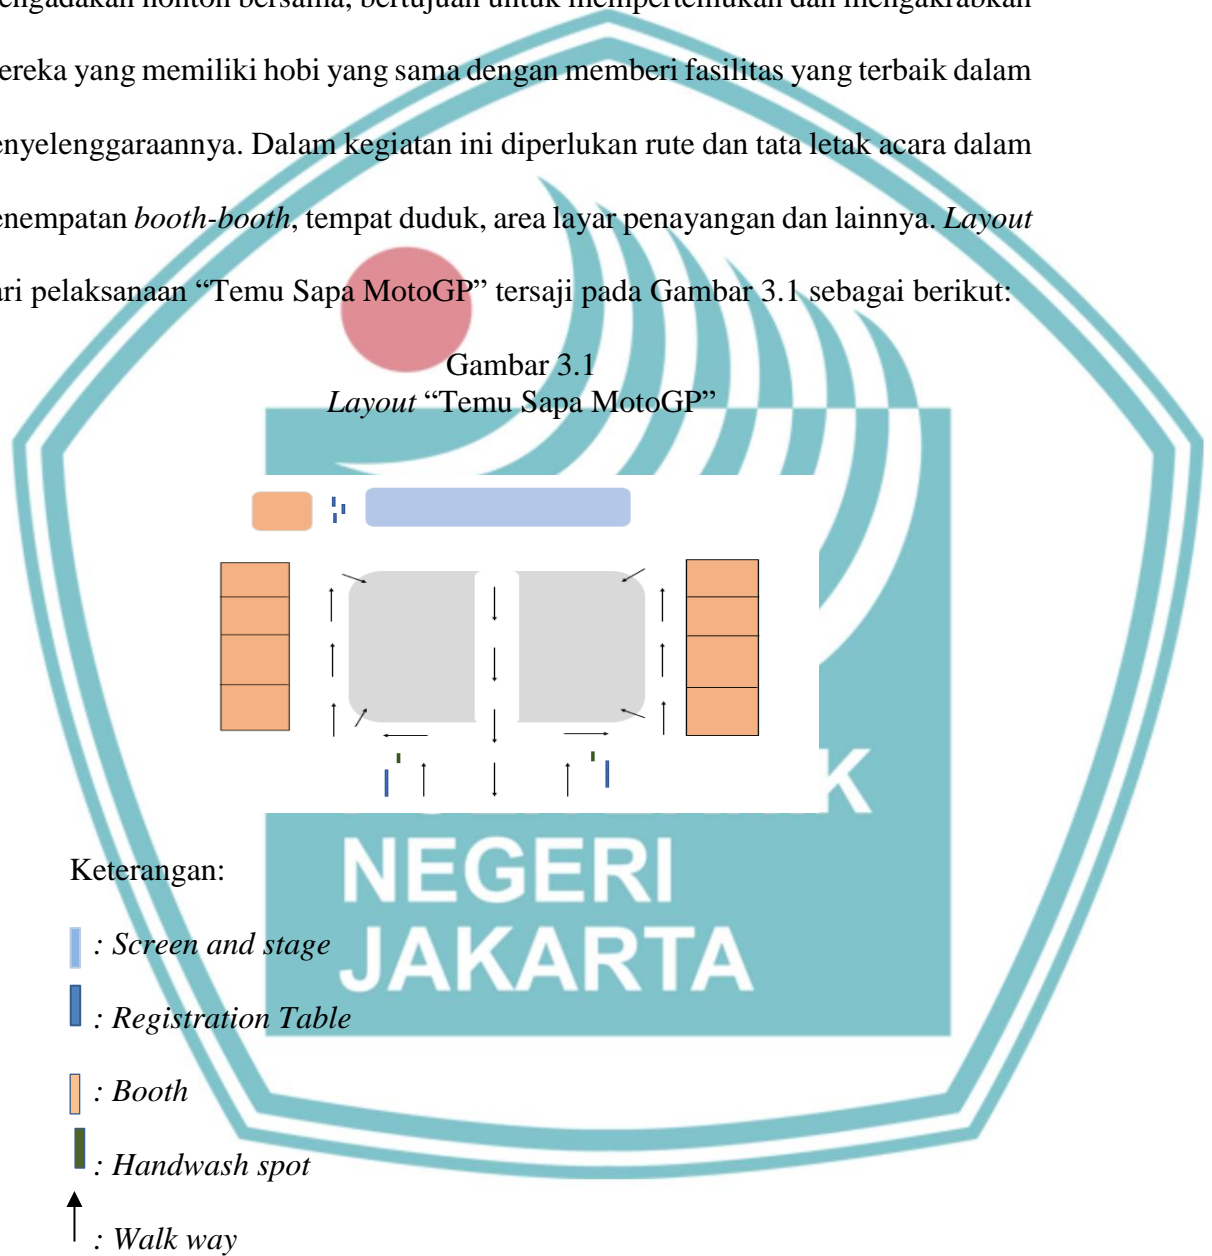 engadakan nonton bersama, bertujuan untuk mempertemukan dan mengakrabkan
ereka yang memiliki hobi yang sama dengan memberi fasilitas yang terbaik dalam
enyelenggaraannya. Dalam kegiatan ini diperlukan rute dan tata letak acara dalam
enempatan booth-booth, tempat duduk, area layar penayangan dan lainnya. Layout
ari pelaksanaan “Temu Sapa MotoGP” tersaji pada Gambar 3.1 sebagai berikut:
Gambar 3.1
Layout “Temu Sapa MotoGP”
K
NEGERI
JAKARTA
Keterangan:
: Screen and stage
: Registration Table
: Booth
: Handwash spot
: Walk way